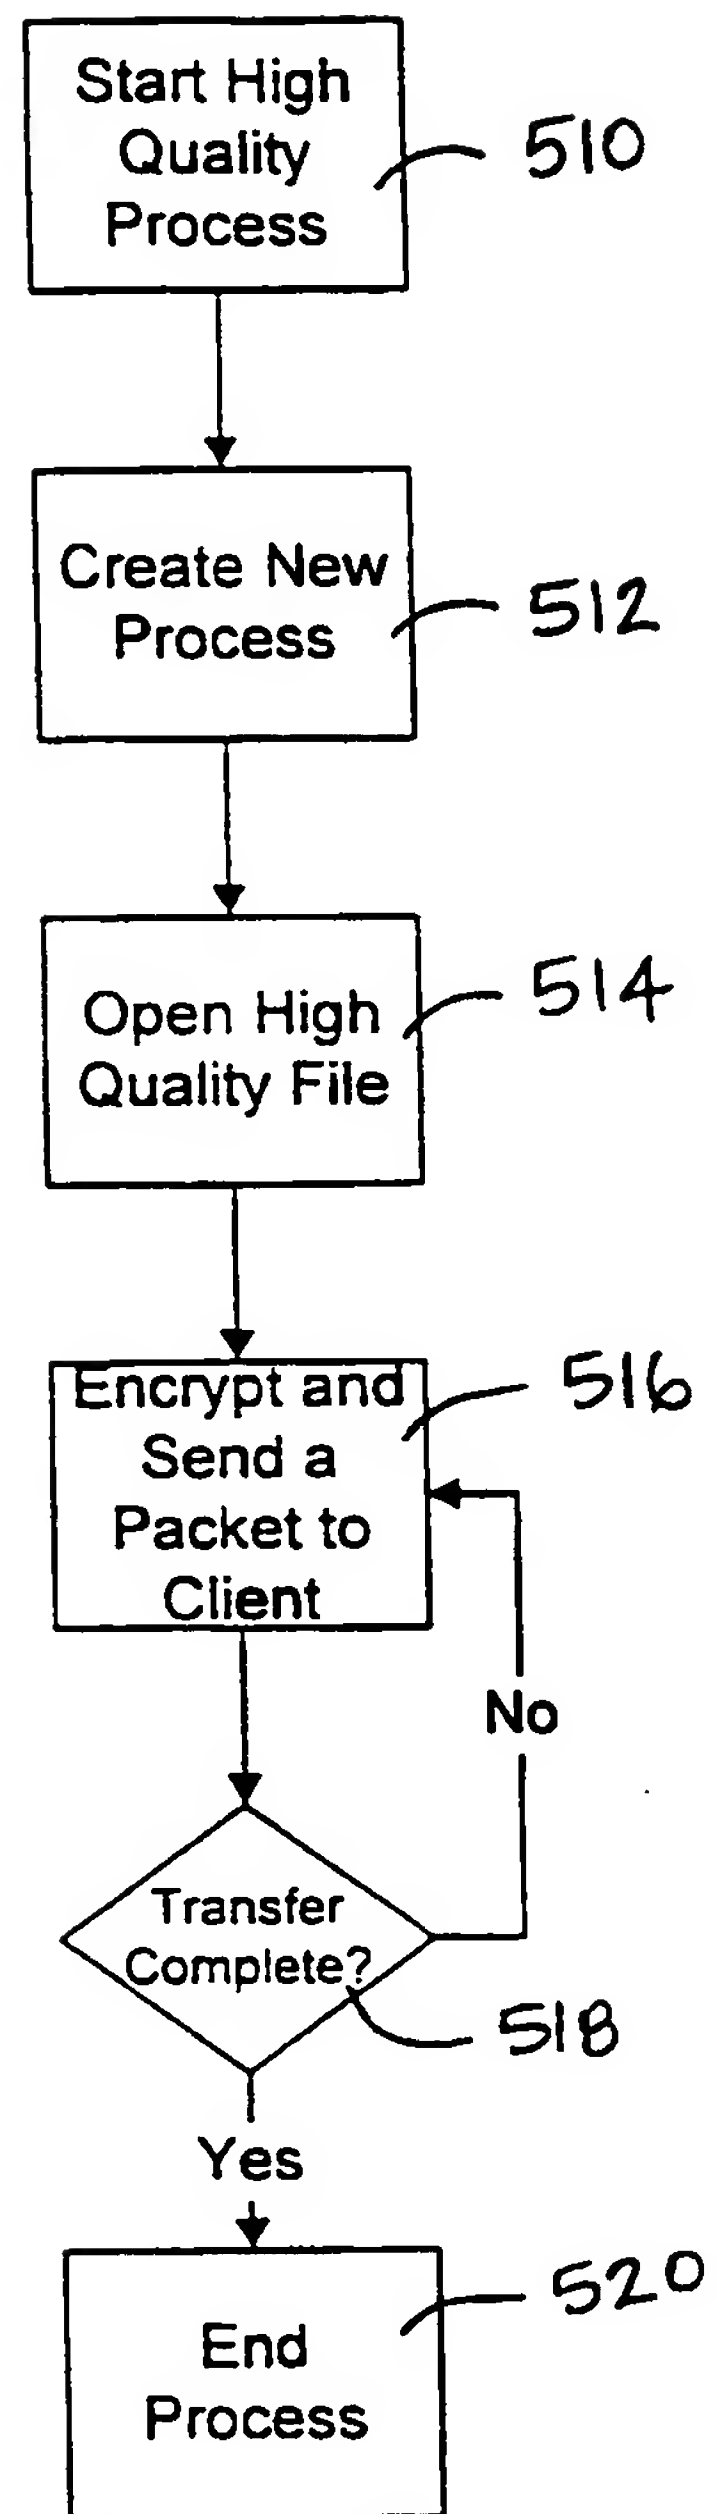 Start High
Quality
Process
510
Create New
Process
512
Open High
Quality File
514
Encrypt and
Send a
Packet to
Client
516
No
Transfer
Complete?
518
Yes
End
Process
520